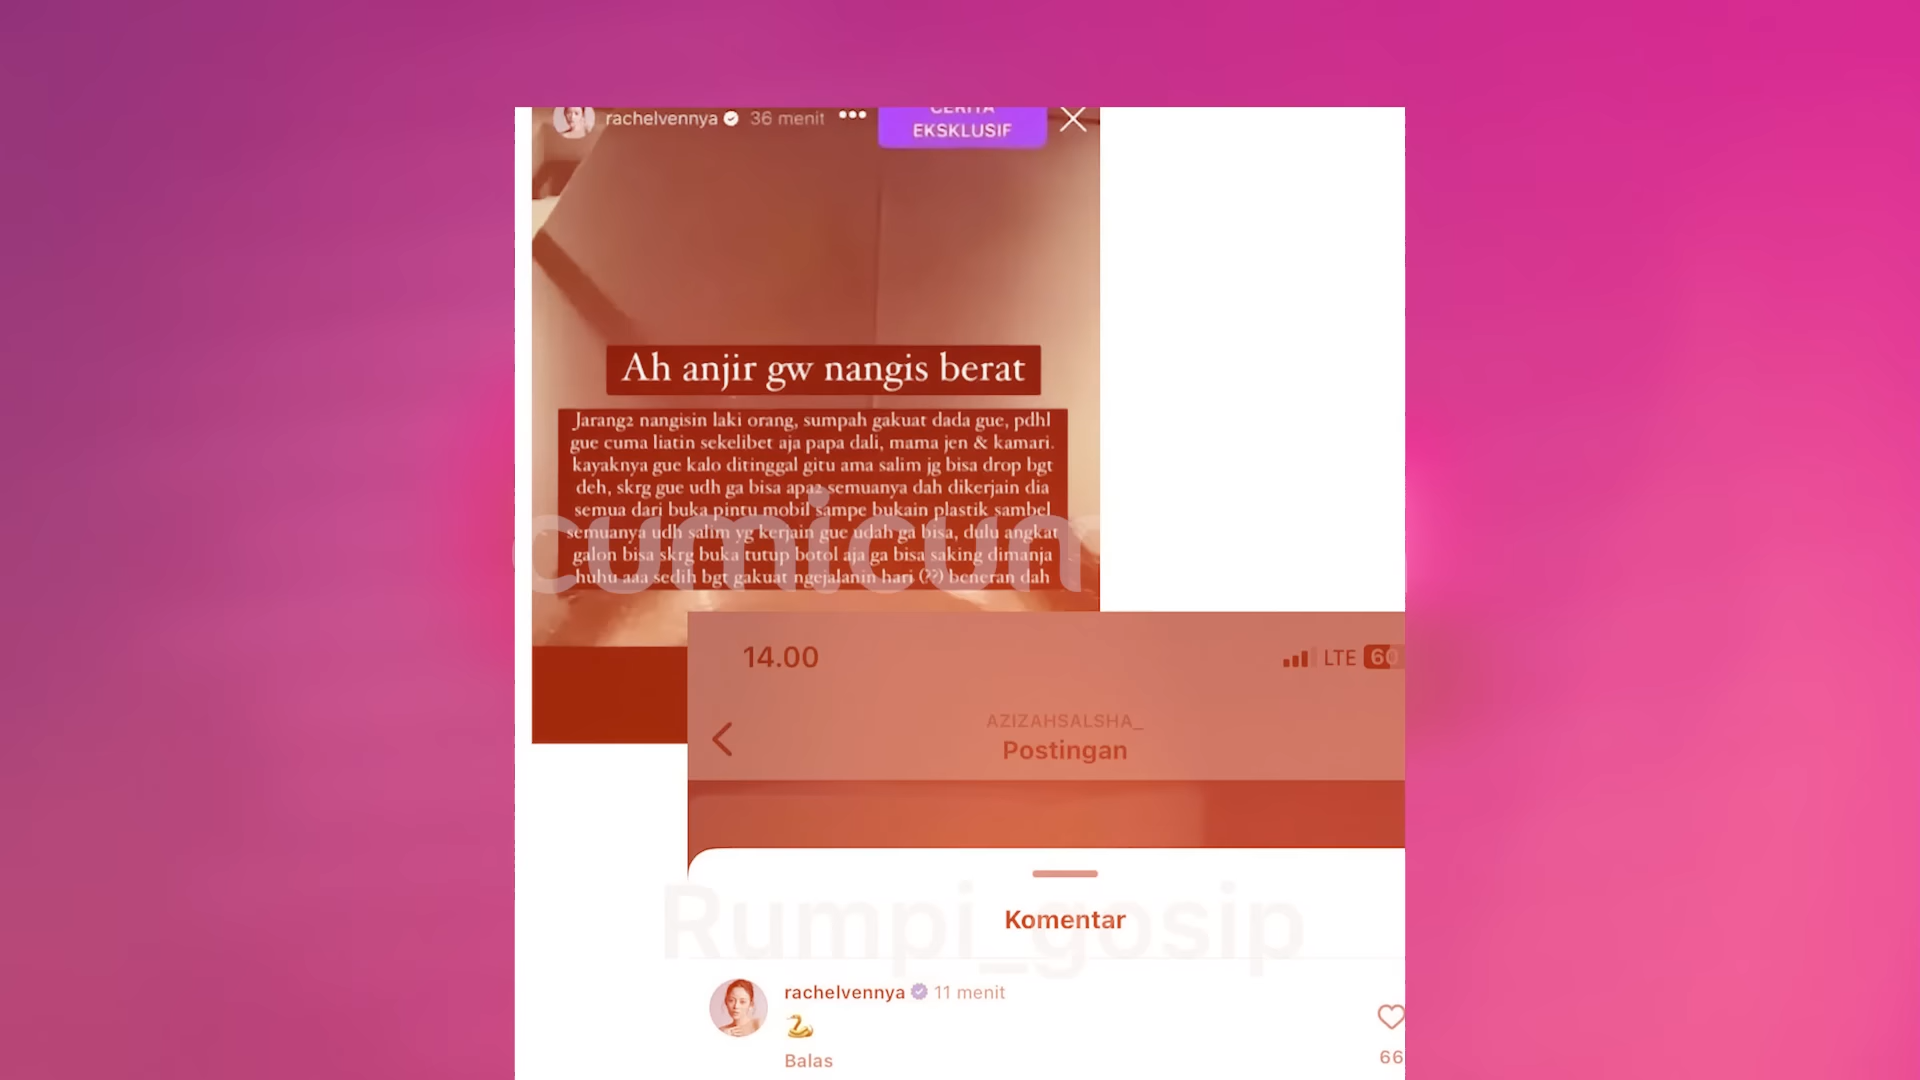 rachelvennya 36 menit
CERITA
EKSKLUSIF
Ah anjir gw nangis berat
Jarang2 nangisin laki orang, sumpah gakuat dada gue, pdhl
gue cuma liatin sekelibet aja papa dali, mama jen & kamari.
kayaknya gue kalo ditinggal gitu ama salim jg bisa drop bgt
deh, skrg gue udh ga bisa apa2 semuanya dah dikerjain dia
semua dari buka pintu mobil sampe bukain plastik sambel
semuanya udh salim yg kerjain gue udah ga bisa, dulu angkat
galon bisa skrg buka tutup botol aja ga bisa saking dimanja
huhu aaa sedih bgt gakuat ngejalanin hari (??) beneran dah
cumicum
14.00
LTE 60
AZIZAHSALSHA_
Postingan
Rumpi_gosip
Komentar
rachelvennya 11 menit
Balas
66